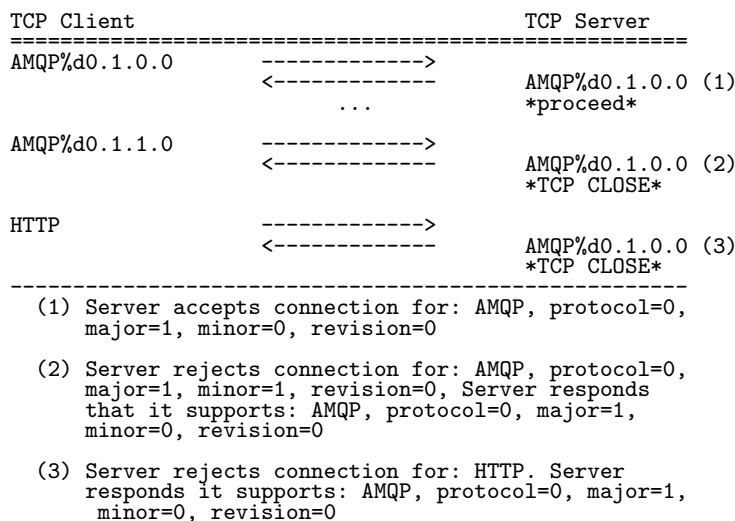 TCP Client                               TCP Server
======================================================
AMQP%d0.1.0.0       ------------->
                    <-------------       AMQP%d0.1.0.0 (1)
                          ...            *proceed*
AMQP%d0.1.1.0       ------------->
                    <-------------       AMQP%d0.1.0.0 (2)
                                         *TCP CLOSE*
HTTP                ------------->
                    <-------------       AMQP%d0.1.0.0 (3)
                                         *TCP CLOSE*
------------------------------------------------------
(1) Server accepts connection for: AMQP, protocol=0,
major=1, minor=0, revision=0
(2) Server rejects connection for: AMQP, protocol=0,
major=1, minor=1, revision=0, Server responds
that it supports: AMQP, protocol=0, major=1,
minor=0, revision=0
(3) Server rejects connection for: HTTP. Server
responds it supports: AMQP, protocol=0, major=1,
minor=0, revision=0